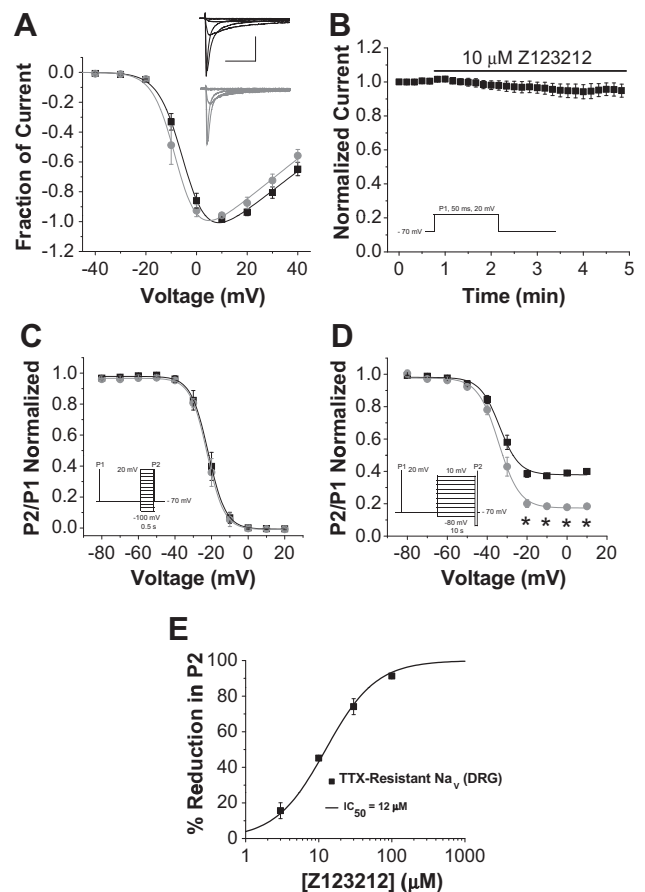 A
0.0
-0.2
-0.4
-0.6
-0.8
-1.0
-1.2
Fraction of Current
-40 -20 0 20 40
Voltage (mV)
B
1.2
1.0
0.8
0.6
0.4
0.2
0.0
Normalized Current
10 μM Z123212
P1, 50 ms, 20 mV
- 70 mV
0 1 2 3 4 5
Time (min)
C
1.0
0.8
0.6
0.4
0.2
0.0
P2/P1 Normalized
P1
20 mV
P2
- 70 mV
-100 mV
0.5 s
-80 -60 -40 -20 0 20
Voltage (mV)
D
1.0
0.8
0.6
0.4
0.2
0.0
P2/P1 Normalized
P1
20 mV
10 mV
P2
- 70 mV
-80 mV
10 s
* * * *
-80 -60 -40 -20 0
Voltage (mV)
E
100
80
60
40
20
0
% Reduction in P2
TTX-Resistant NaV (DRG)
IC50 = 12 μM
1 10 100 1000
[Z123212] (μM)